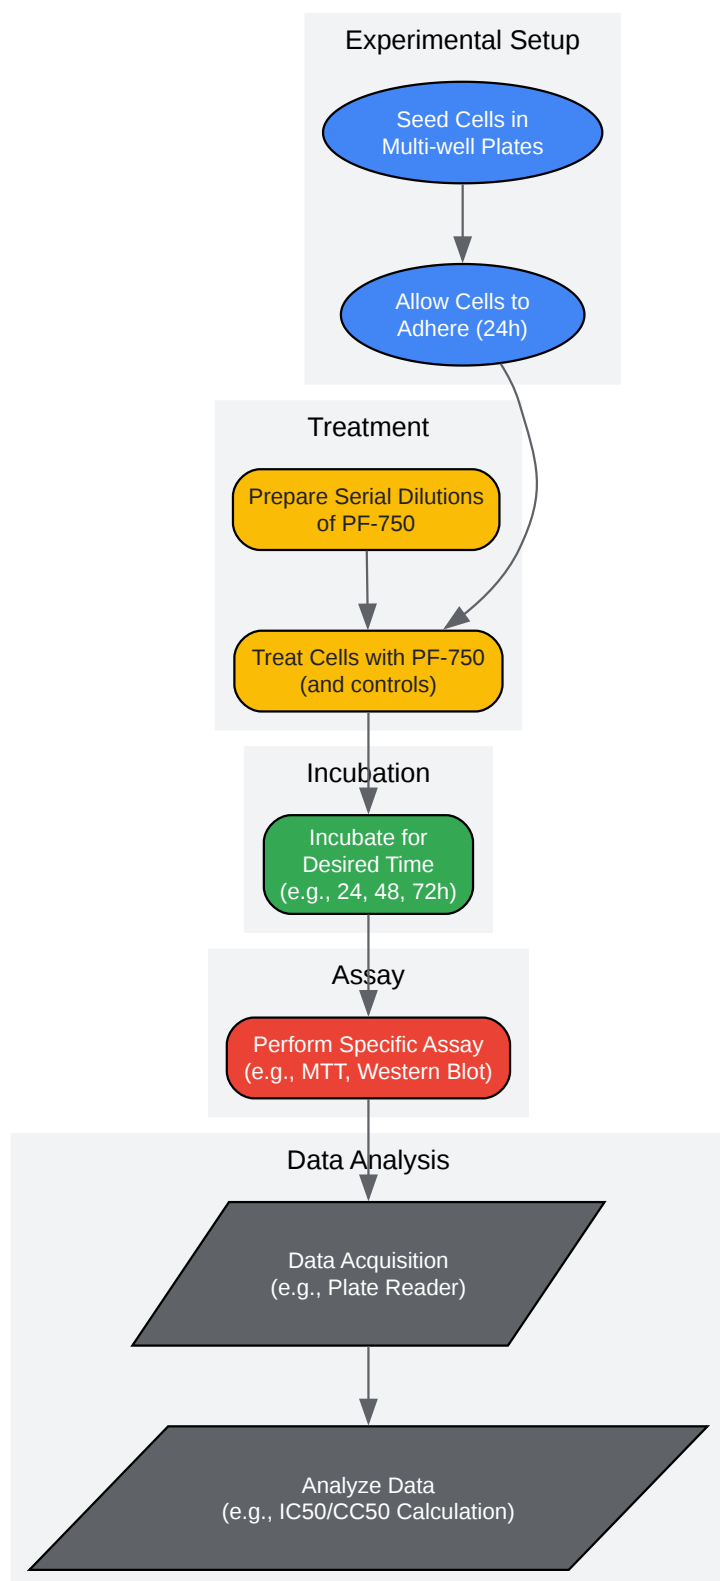 Experimental Setup
Seed Cells in
Multi-well Plates
Allow Cells to
Adhere (24h)
Treatment
Prepare Serial Dilutions
of PF-750
Treat Cells with PF-750
(and controls)
Incubation
Incubate for
Desired Time
(e.g., 24, 48, 72h)
Assay
Perform Specific Assay
(e.g., MTT, Western Blot)
Data Analysis
Data Acquisition
(e.g., Plate Reader)
Analyze Data
(e.g., IC50/CC50 Calculation)